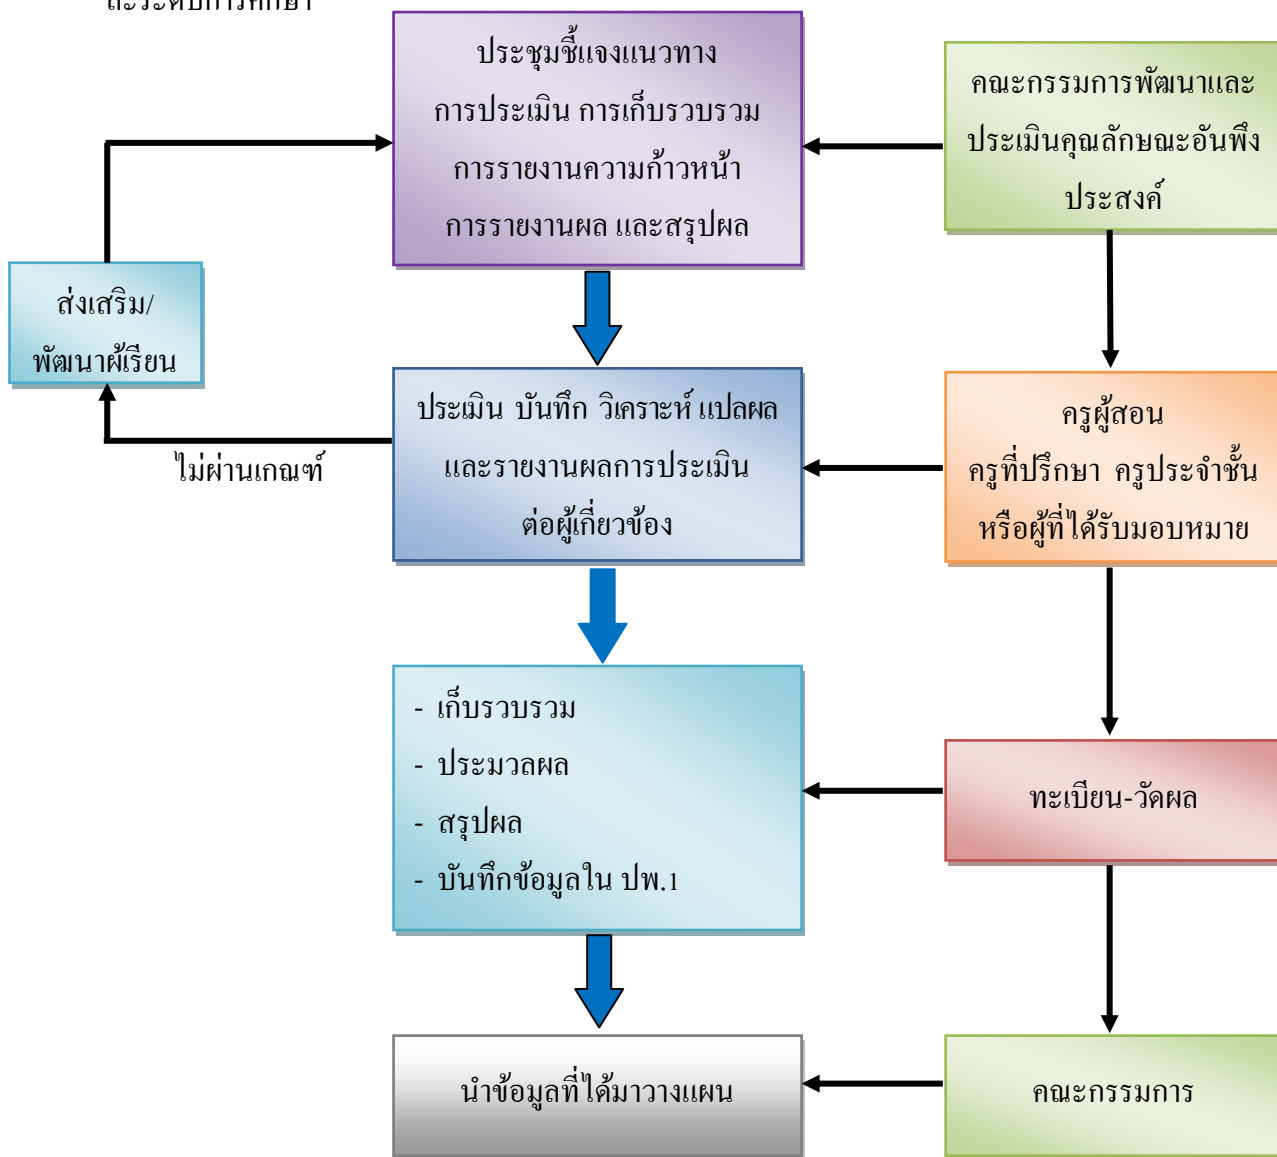 ประชุมชี้แจงแนวทาง
การประเมิน การเก็บรวบรวม
การรายงานความก้าวหน้า
การรายงานผล และสรุปผล
คณะกรรมการพัฒนาและ
ประเมินคุณลักษณะอันพึง
ประสงค์
ส่งเสริม/
พัฒนาผู้เรียน
ไม่ผ่านเกณฑ์
ประเมิน บันทึก วิเคราะห์ แปลผล
และรายงานผลการประเมิน
ต่อผู้เกี่ยวข้อง
ครูผู้สอน
ครูที่ปรึกษา ครูประจำชั้น
หรือผู้ที่ได้รับมอบหมาย
- เก็บรวบรวม
- ประมวลผล
- สรุปผล
- บันทึกข้อมูลใน ปพ.1
ทะเบียน-วัดผล
นำข้อมูลที่ได้มาวางแผน
คณะกรรมการ